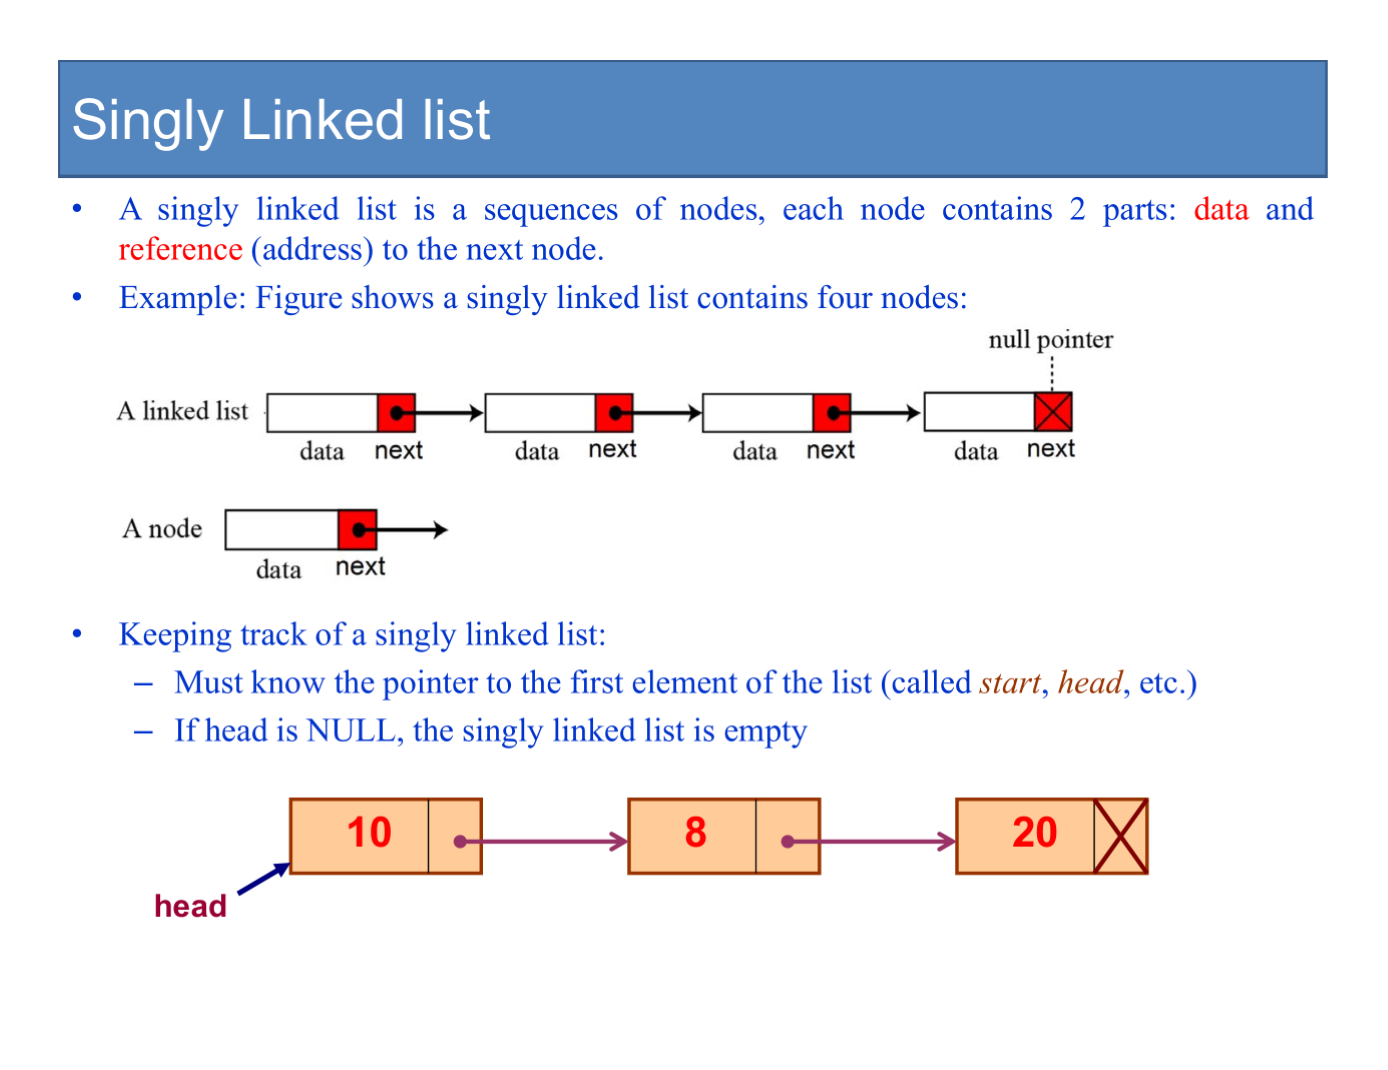 Singly Linked list
• A singly linked list is a sequences of nodes, each node contains 2 parts: data and
reference (address) to the next node.
• Example: Figure shows a singly linked list contains four nodes:
null pointer
A linked list
data next data next data next data next
A node
data next
• Keeping track of a singly linked list:
– Must know the pointer to the first element of the list (called start, head, etc.)
– If head is NULL, the singly linked list is empty
10 8 20
head